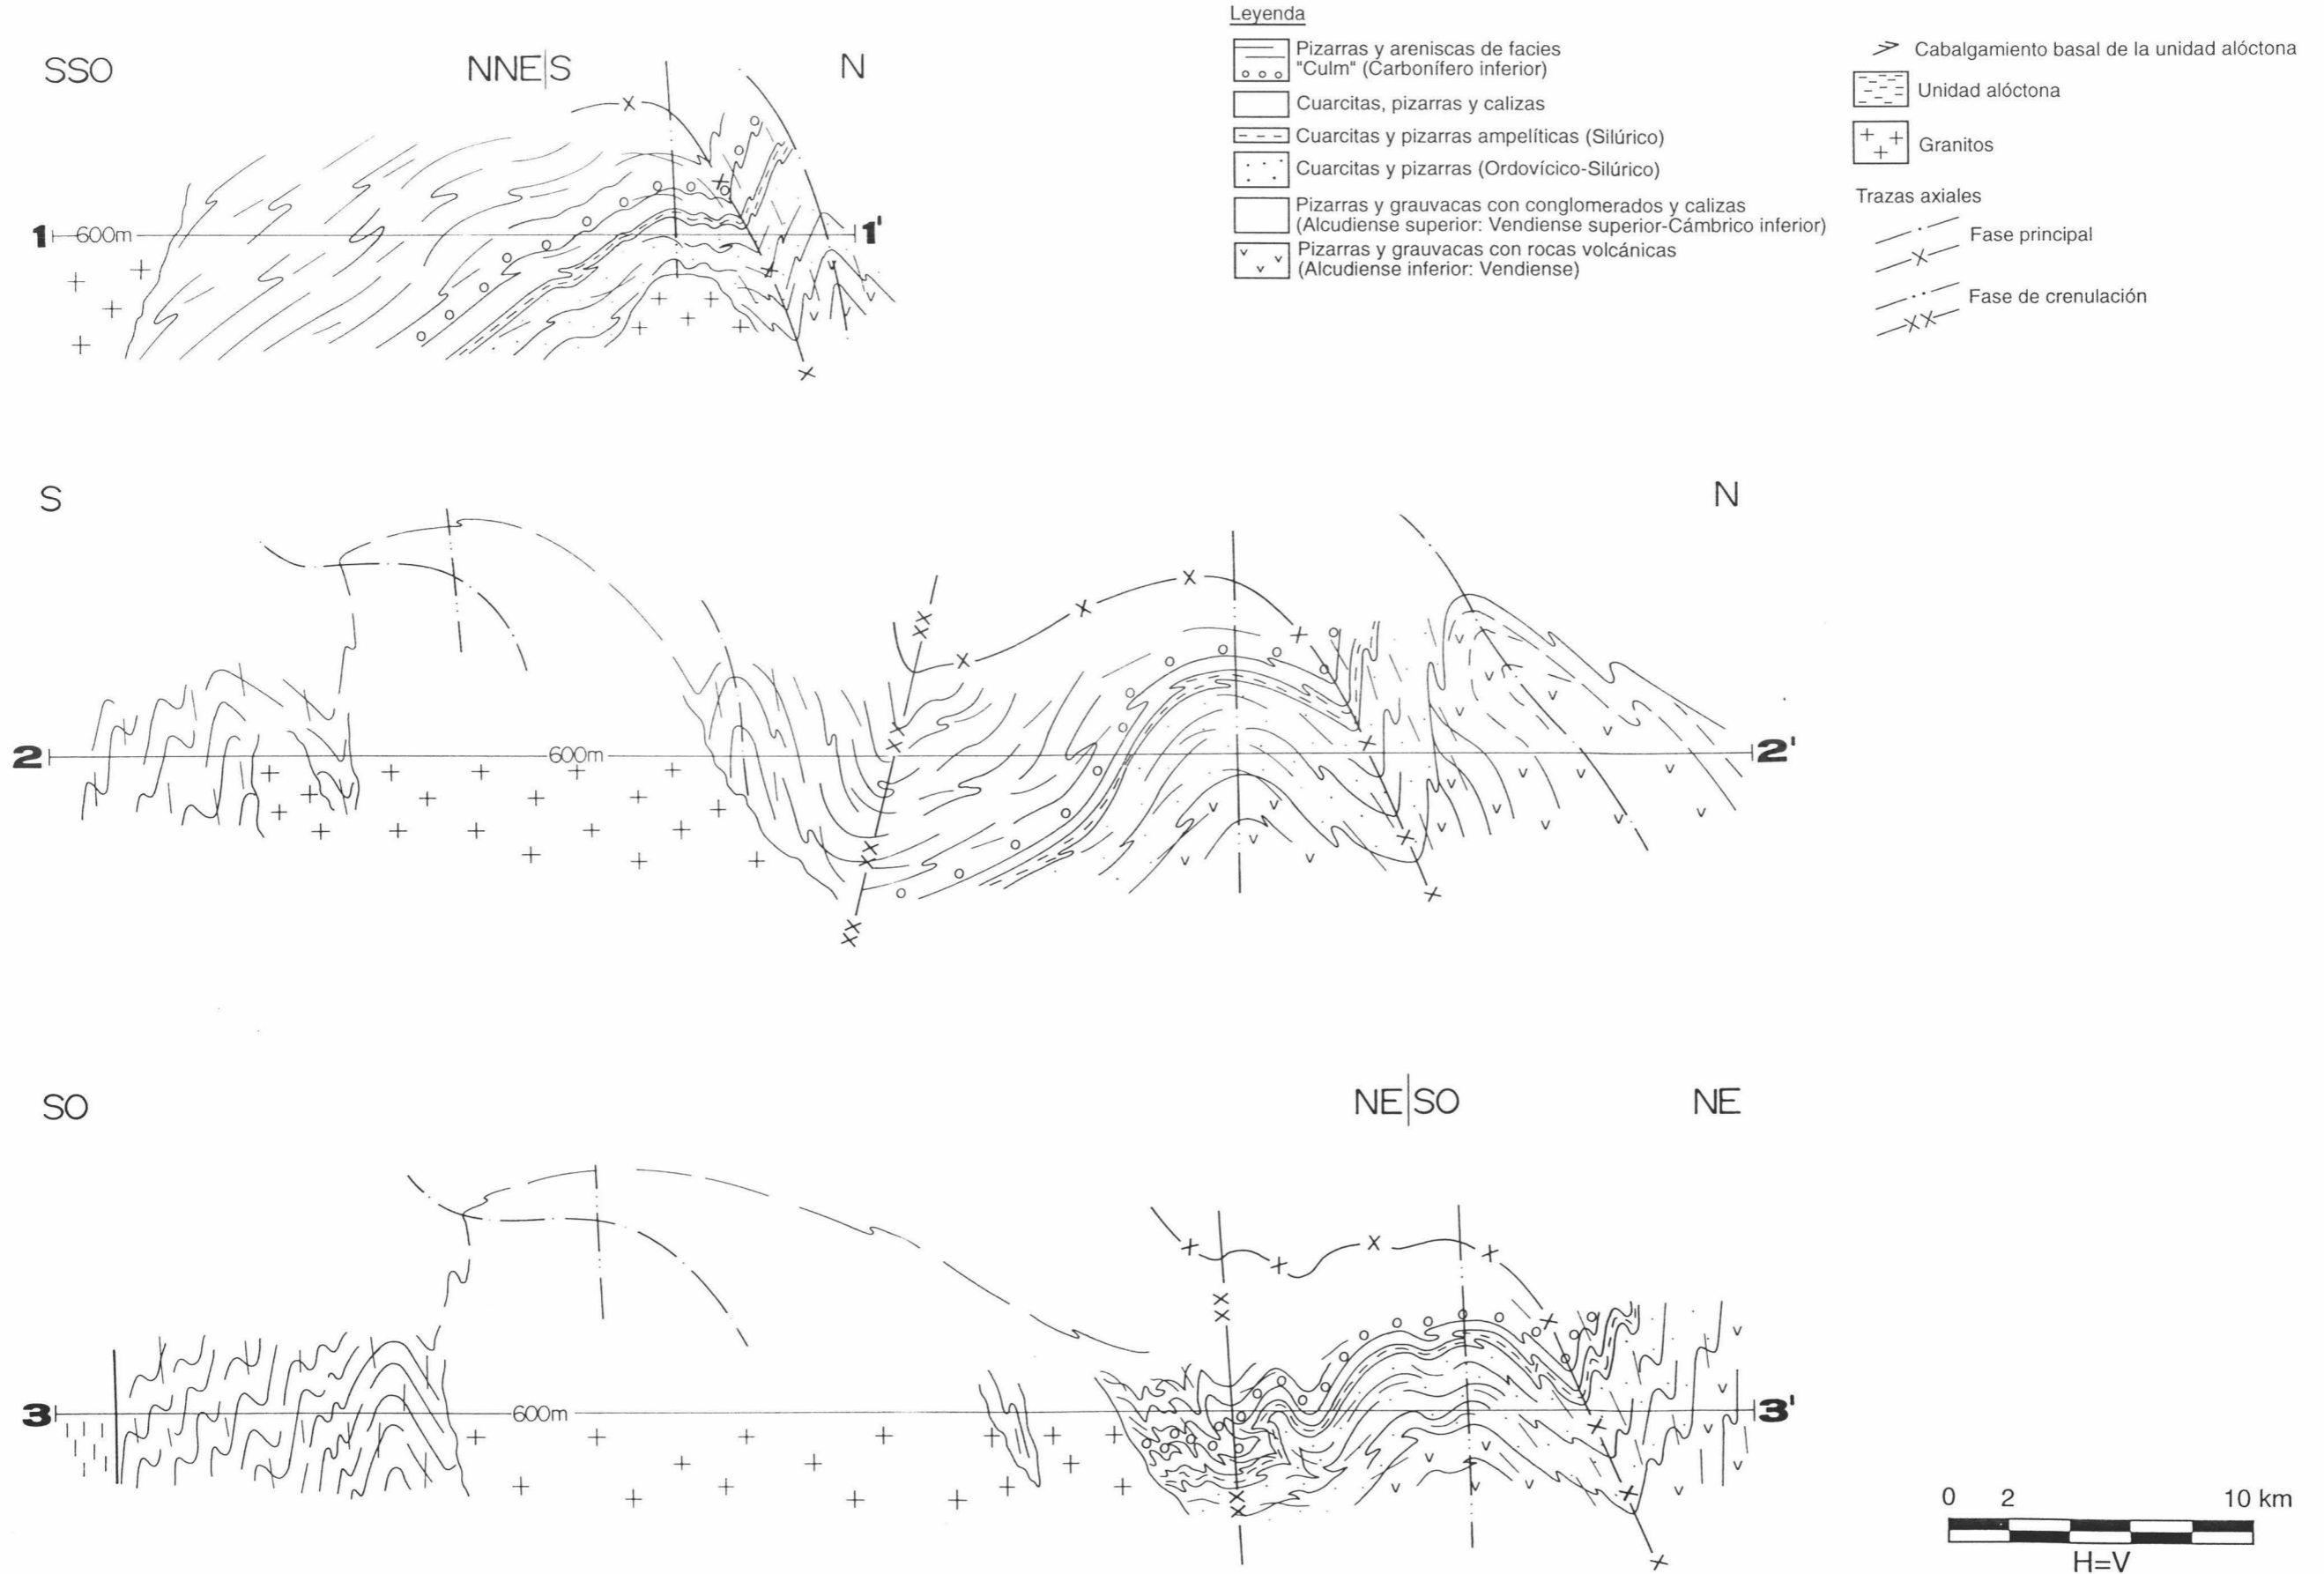 Leyenda
Pizarras y areniscas de facies
"Culm" (Carbonífero inferior)
Cuarcitas, pizarras y calizas
Cuarcitas y pizarras ampelíticas (Silúrico)
Cuarcitas y pizarras (Ordovícico-Silúrico)
Pizarras y grauvacas con conglomerados y calizas
(Alcudiense superior: Vendiense superior-Cámbrico inferior)
Pizarras y grauvacas con rocas volcánicas
(Alcudiense inferior: Vendiense)
Cabalgamiento basal de la unidad alóctona
Unidad alóctona
Granitos
Trazas axiales
Fase principal
Fase de crenulación
SSO NNE S N
1 600m 1'
S N
2 600m 2'
SO NE SO NE
3 600m 3'
0 2 10 km
H=V